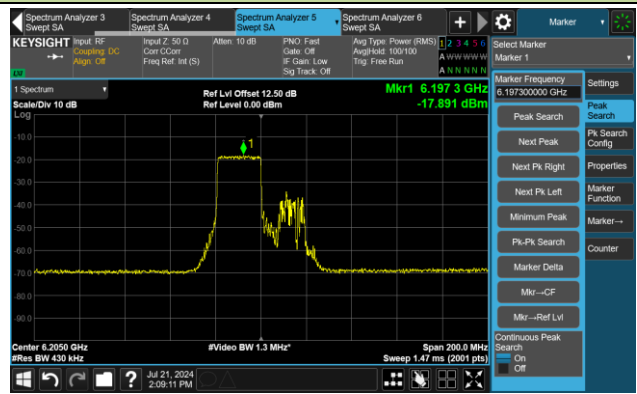 Spectrum Analyzer 3 Spectrum Analyzer 4 Spectrum Analyzer 5 Spectrum Analyzer 6 Marker
Swept SA Swept SA Swept SA Swept SA
KEYSIGHT Input: RF Input Z: 50 Ω Atten: 10 dB PNO: Fast Avg Type: Power (RMS) 1 2 3 4 5 6 Select Marker
Coupling: DC Corr CCorr Gate: Off Avg|Hold: 100/100 A W W W W W Marker 1
Align: Off Freq Ref: Int (S) IF Gain: Low Trig: Free Run
Sig Track: Off A N N N N N
LXI
1 Spectrum Ref Lvl Offset 12.50 dB Mkr1 6.197 3 GHz
Scale/Div 10 dB Ref Level 0.00 dBm -17.891 dBm
Log
1
-10.0
-20.0
-30.0
-40.0
-50.0
-60.0
-70.0
-80.0
-90.0
Center 6.2050 GHz #Video BW 1.3 MHz* Span 200.0 MHz
#Res BW 430 kHz Sweep 1.47 ms (2001 pts)
Jul 21, 2024
2:09:11 PM
?
Marker Frequency
6.197300000 GHz
Peak Search
Next Peak
Next Pk Right
Next Pk Left
Minimum Peak
Pk-Pk Search
Marker Delta
Mkr→CF
Mkr→Ref Lvl
Continuous Peak
Search
On
Off
Settings
Peak
Search
Pk Search
Config
Properties
Marker
Function
Marker→
Counter